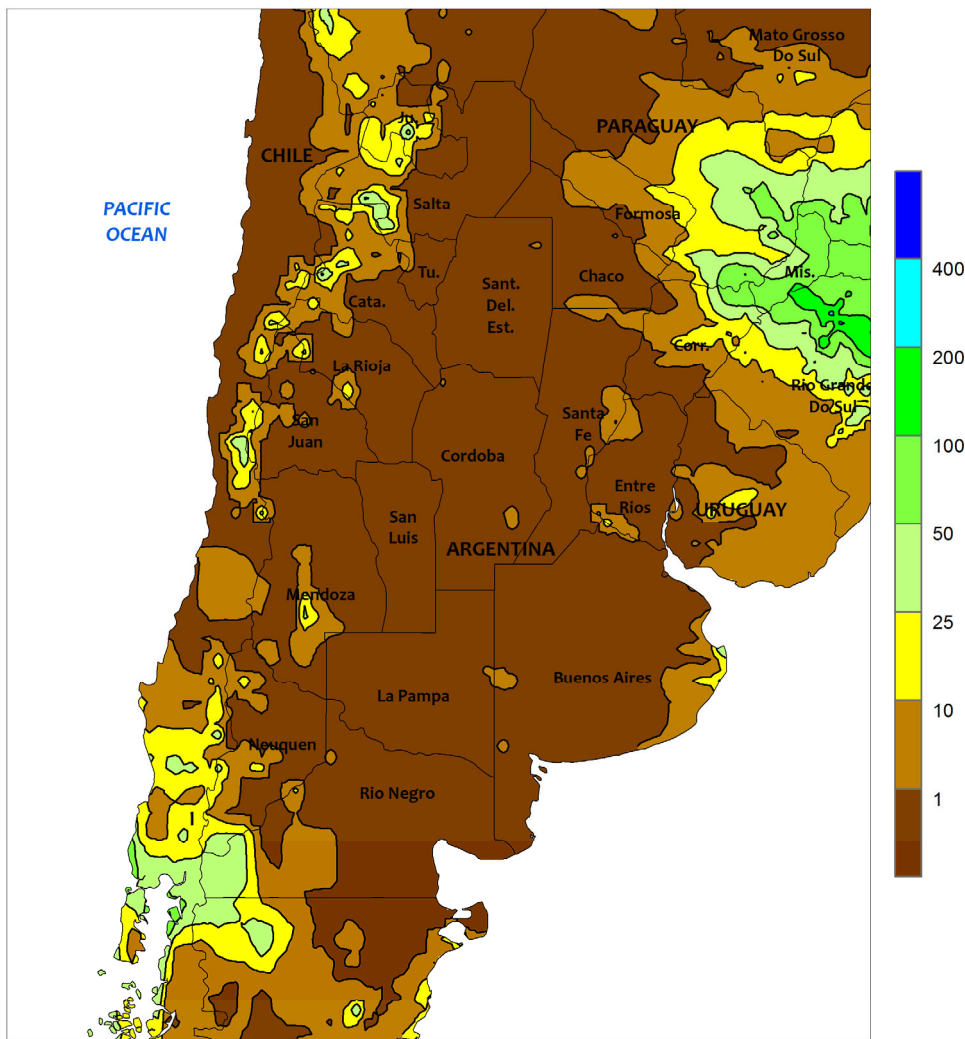 Mato Grosso
Do Sul
Ju.
PARAGUAY
CHILE
PACIFIC
OCEAN
Salta
Formosa
Tu.
Chaco
Mis.
400
Sant.
Del.
Est.
Cata.
Corr.
200
La Rioja
Rio Grande
Do Sul
San
Juan
Santa
Fe
100
Cordoba
Entre
Rios
URUGUAY
San
Luis
50
ARGENTINA
Mendoza
25
La Pampa
Buenos Aires
10
Neuquen
Rio Negro
1
I